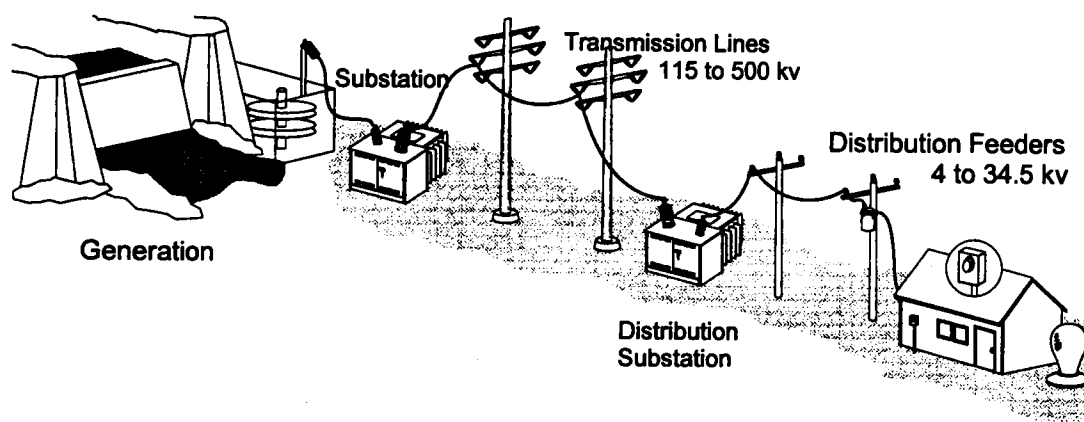 Transmission Lines
115 to 500 kv
Substation
Distribution Feeders
4 to 34.5 kv
Generation
Distribution
Substation